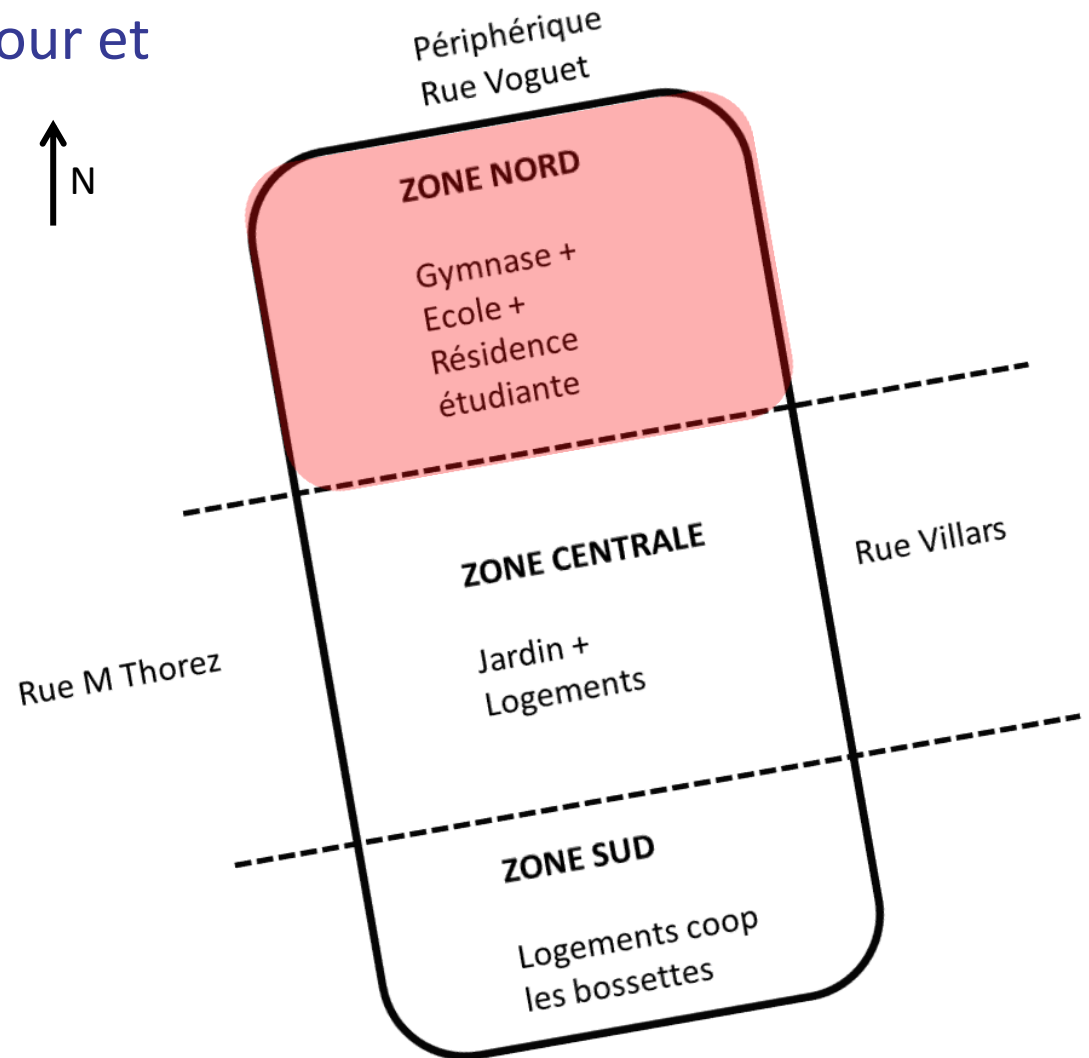 our et
Périphérique
Rue Voguet
N
ZONE NORD
Gymnase +
Ecole +
Résidence
étudiante
ZONE CENTRALE
Rue Villars
Jardin +
Logements
Rue M Thorez
ZONE SUD
Logements coop
les bossettes